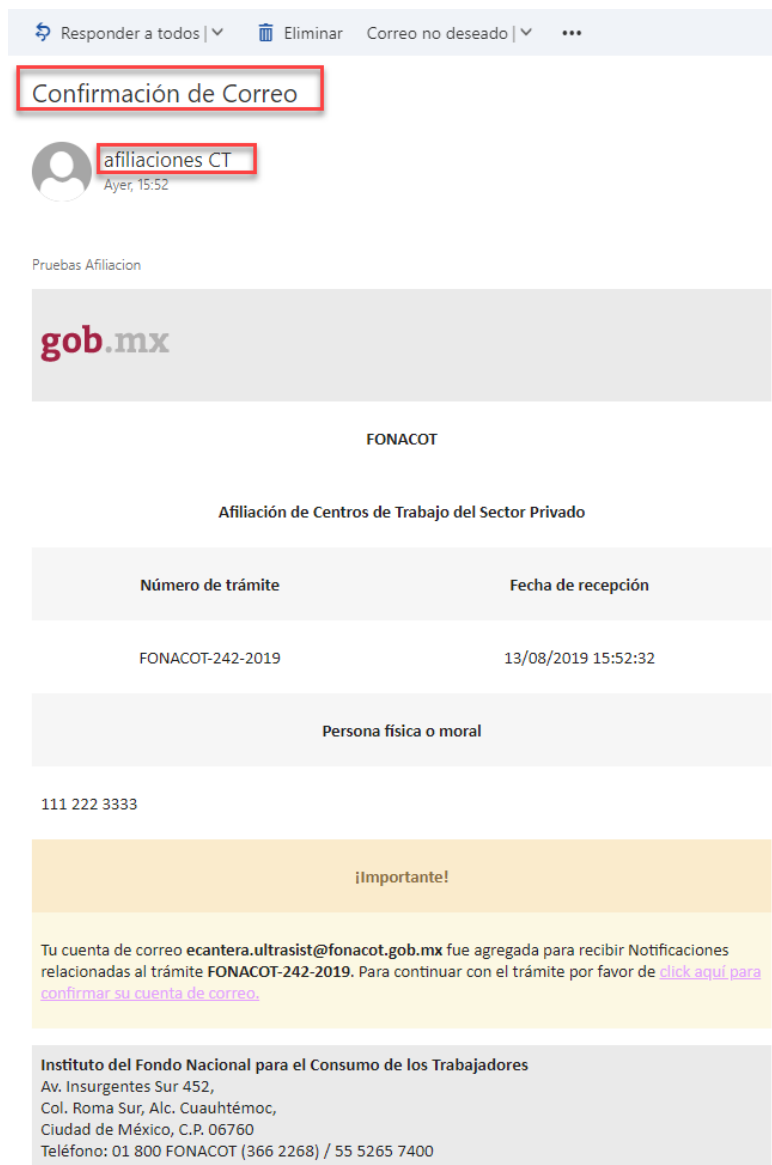 Responder a todos | Eliminar Correo no deseado | ...
Confirmación de Correo
afiliaciones CT
Ayer, 15:52
Pruebas Afiliacion
gob.mx
FONACOT
Afiliación de Centros de Trabajo del Sector Privado
Número de trámite Fecha de recepción
FONACOT-242-2019 13/08/2019 15:52:32
Persona física o moral
111 222 3333
¡Importante!
Tu cuenta de correo ecantera.ultrasist@fonacot.gob.mx fue agregada para recibir Notificaciones
relacionadas al trámite FONACOT-242-2019. Para continuar con el trámite por favor de click aquí para
confirmar su cuenta de correo.
Instituto del Fondo Nacional para el Consumo de los Trabajadores
Av. Insurgentes Sur 452,
Col. Roma Sur, Alc. Cuauhtémoc,
Ciudad de México, C.P. 06760
Teléfono: 01 800 FONACOT (366 2268) / 55 5265 7400